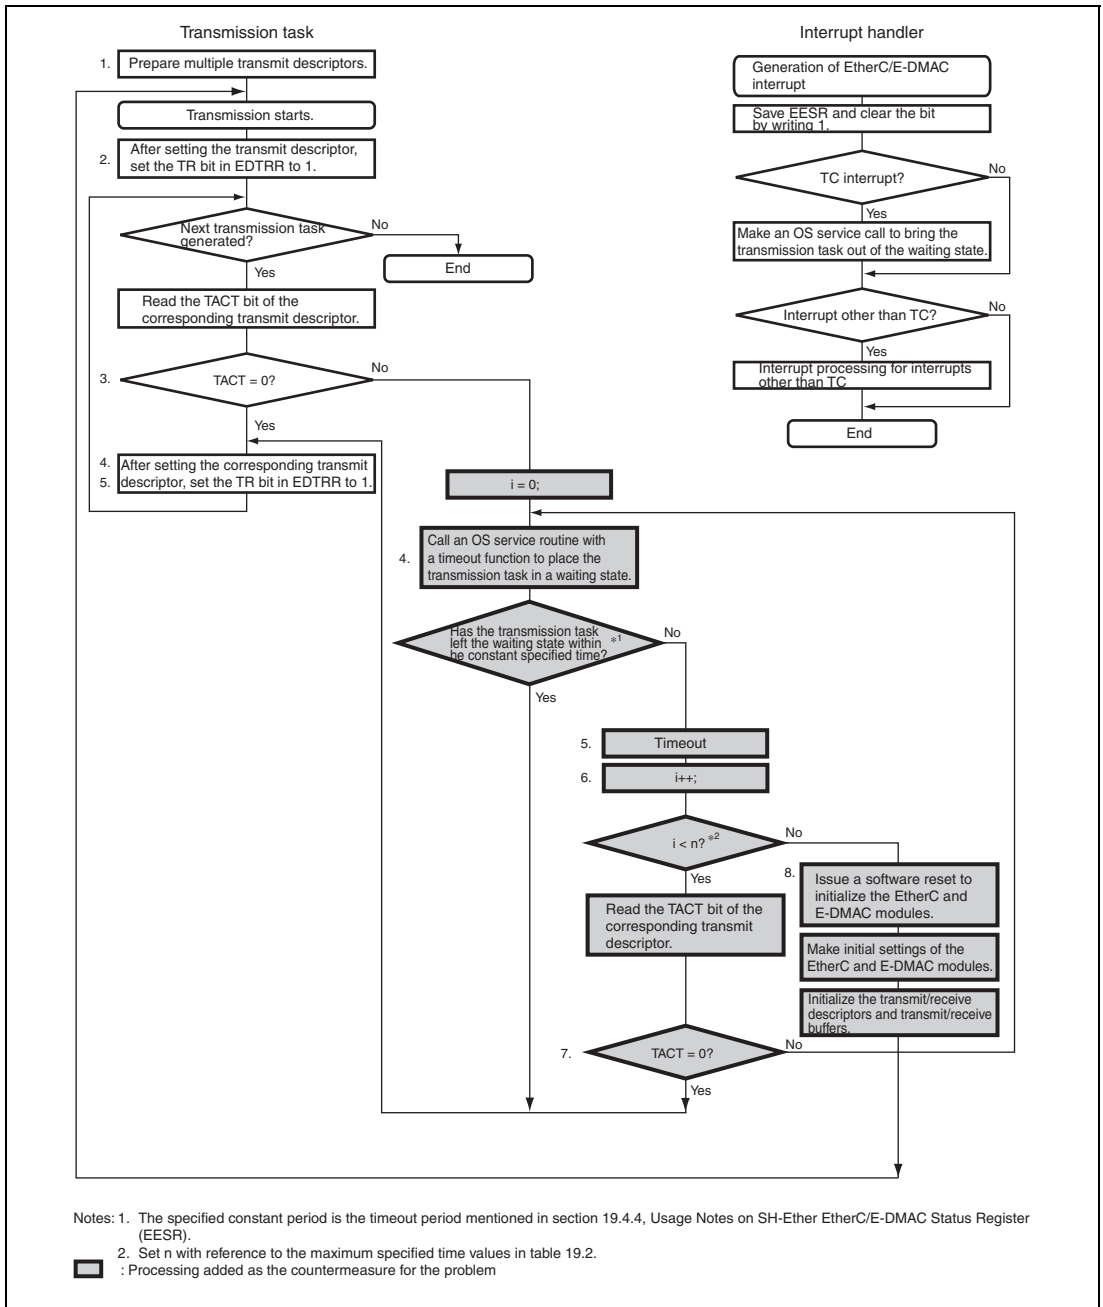 Transmission task
1. Prepare multiple transmit descriptors.
Transmission starts.
2. After setting the transmit descriptor,
set the TR bit in EDTRR to 1.
Next transmission task
generated?
No
End
Yes
Read the TACT bit of the
corresponding transmit descriptor.
3. TACT = 0?
No
Yes
4. After setting the corresponding transmit
5. descriptor, set the TR bit in EDTRR to 1.
i = 0;
Call an OS service routine with
4. a timeout function to place the
transmission task in a waiting state.
Has the transmission task
left the waiting state within *1
he constant specified time?
No
Yes
5. Timeout
6. i++;
i < n? *2
No
Yes
Read the TACT bit of the
corresponding transmit
descriptor.
7. TACT = 0?
No
Yes
8. Issue a software reset to
initialize the EtherC and
E-DMAC modules.
Make initial settings of the
EtherC and E-DMAC modules.
Initialize the transmit/receive
descriptors and transmit/receive
buffers.
Interrupt handler
Generation of EtherC/E-DMAC
interrupt
Save EESR and clear the bit
by writing 1.
TC interrupt?
No
Yes
Make an OS service call to bring the
transmission task out of the waiting state.
Interrupt other than TC?
No
Yes
Interrupt processing for interrupts
other than TC
End
Notes: 1. The specified constant period is the timeout period mentioned in section 19.4.4, Usage Notes on SH-Ether EtherC/E-DMAC Status Register
(EESR).
2. Set n with reference to the maximum specified time values in table 19.2.
: Processing added as the countermeasure for the problem